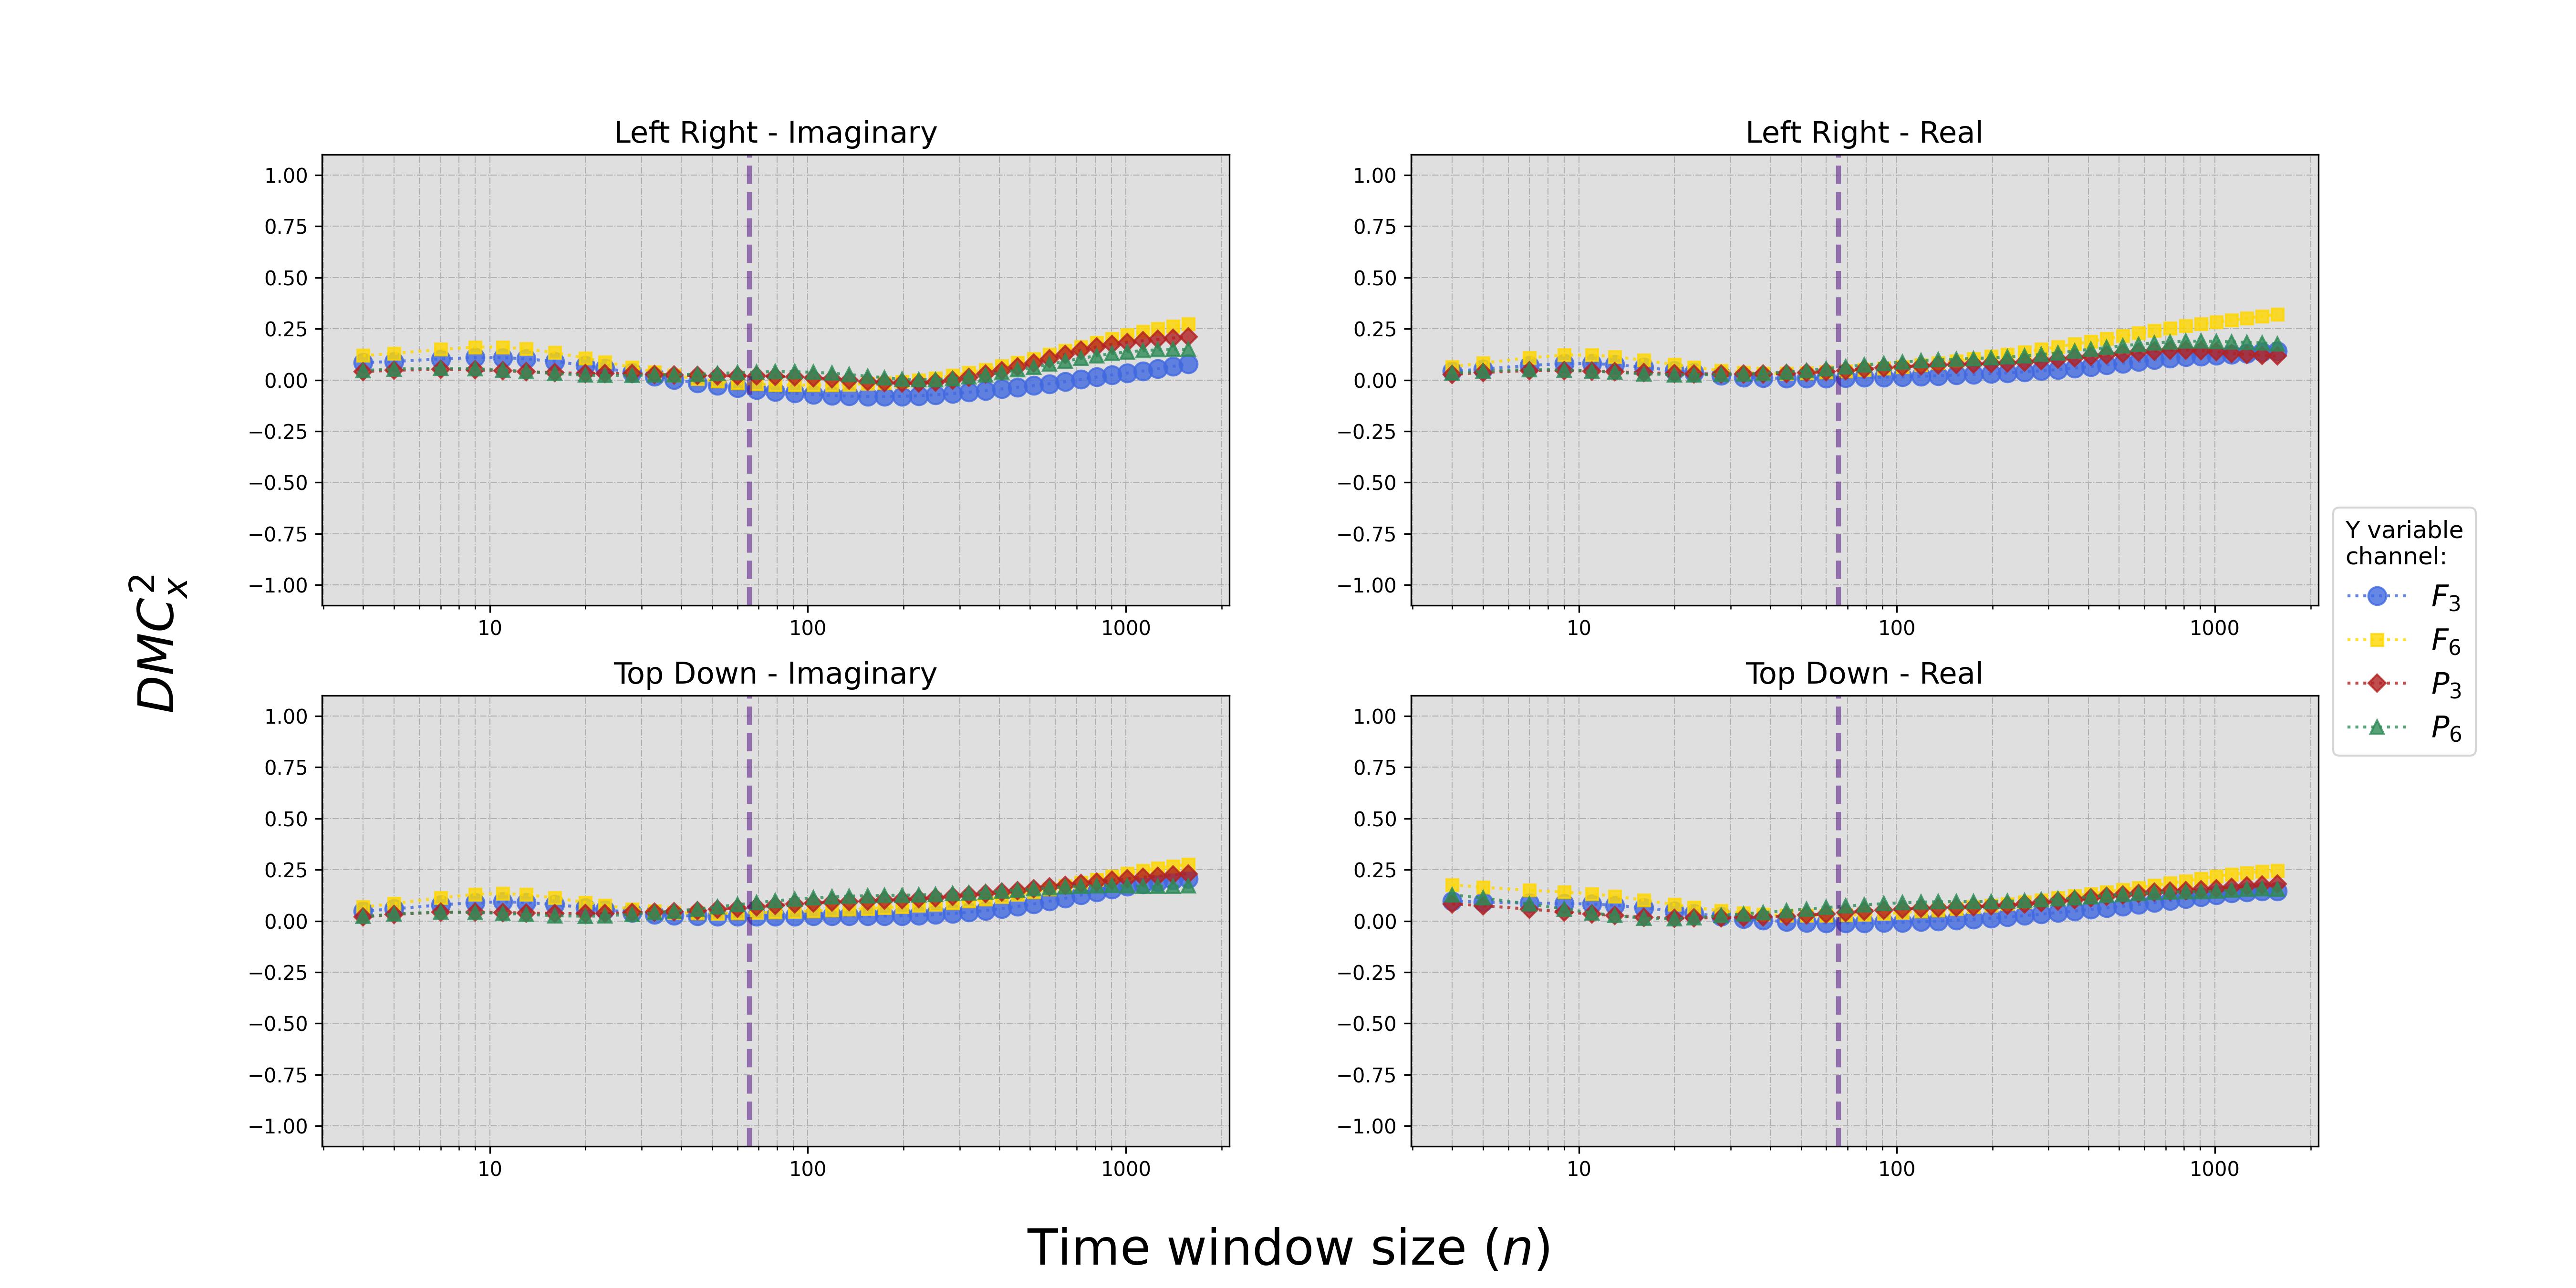 Left Right - Imaginary
1.00
0.75
0.50
0.25
0.00
−0.25
−0.50
−0.75
−1.00
10 100 1000
Left Right - Real
1.00
0.75
0.50
0.25
0.00
−0.25
−0.50
−0.75
−1.00
10 100 1000
Top Down - Imaginary
1.00
0.75
0.50
0.25
0.00
−0.25
−0.50
−0.75
−1.00
10 100 1000
Top Down - Real
1.00
0.75
0.50
0.25
0.00
−0.25
−0.50
−0.75
−1.00
10 100 1000
Y variable
channel:
F₃
F₆
P₃
P₆
DMC²ₓ
Time window size (n)